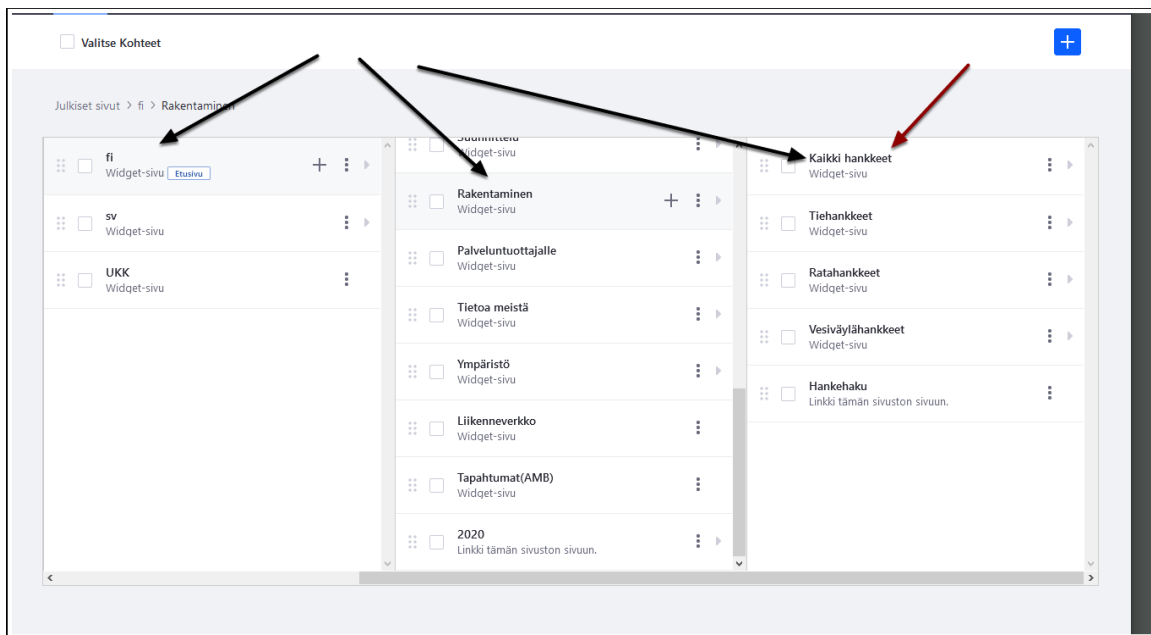 Valitse Kohteet
Julkiset sivut > fi > Rakentaminen
fi
Widget-sivu Etusivu
sv
Widget-sivu
UKK
Widget-sivu
Suunnittelu
Widget-sivu
Rakentaminen
Widget-sivu
Palveluntuottajalle
Widget-sivu
Tietoa meistä
Widget-sivu
Ympäristö
Widget-sivu
Liikenneverkko
Widget-sivu
Tapahtumat(AMB)
Widget-sivu
2020
Linkki tämän sivuston sivuun.
Kaikki hankkeet
Widget-sivu
Tiehankkeet
Widget-sivu
Ratahankkeet
Widget-sivu
Vesiväylähankkeet
Widget-sivu
Hankehaku
Linkki tämän sivuston sivuun.